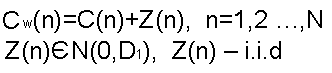 Cw(n)=C(n)+Z(n), n=1,2 ...,N
Z(n)ЄN(0,D1), Z(n) – i.i.d